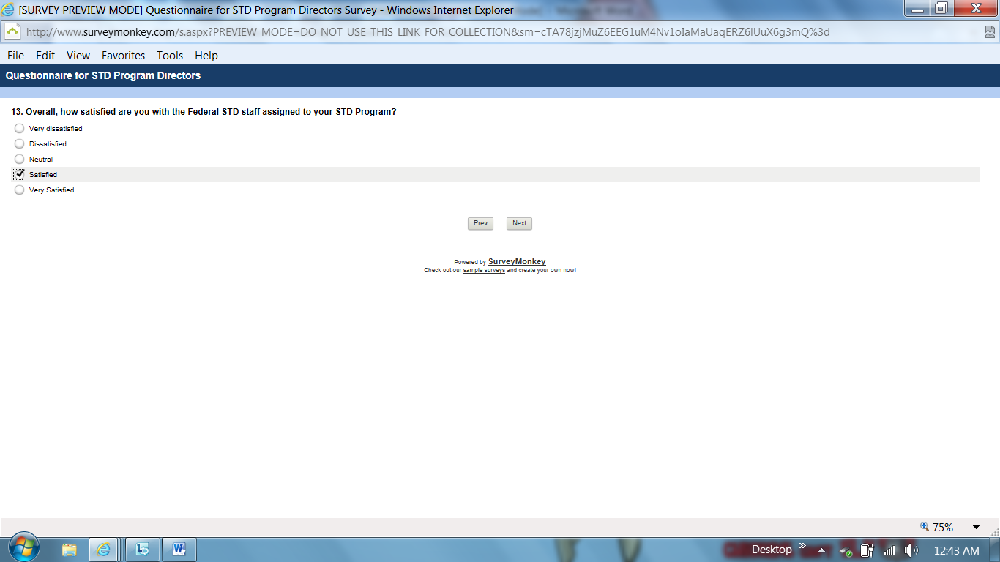 [SURVEY PREVIEW MODE] Questionnaire for STD Program Directors Survey - Windows Internet Explorer
http://www.surveymonkey.com/s.aspx?PREVIEW_MODE=DO_NOT_USE_THIS_LINK_FOR_COLLECTION&sm=cTA78jzjMuZ6EEG1uM4Nv1oIaMaUaqERZ6lUuX6g3mQ%3d
File Edit View Favorites Tools Help
Questionnaire for STD Program Directors
13. Overall, how satisfied are you with the Federal STD staff assigned to your STD Program?
Very dissatisfied
Dissatisfied
Neutral
Satisfied
Very Satisfied
Prev Next
Powered by SurveyMonkey
Check out our sample surveys and create your own now!
75%
Desktop
12:43 AM